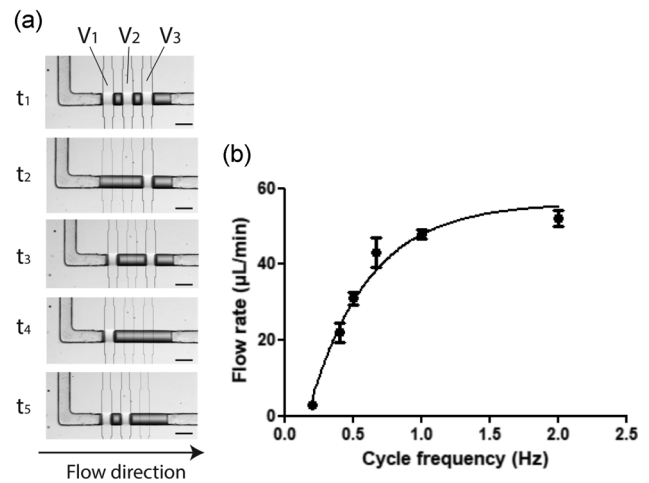 (a)
V1 V2 V3
t1
t2
t3
t4
t5
Flow direction
(b)
Flow rate (µL/min)
60
40
20
0
0.0 0.5 1.0 1.5 2.0 2.5
Cycle frequency (Hz)